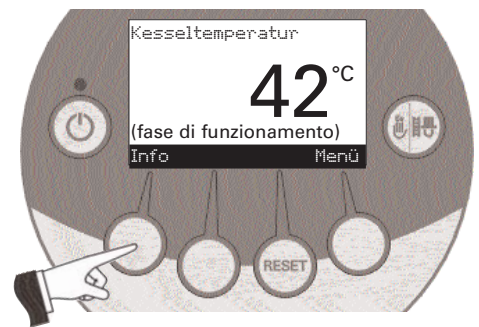 Kesseltemperatur
42°C
(fase di funzionamento)
Info Menü
RESET